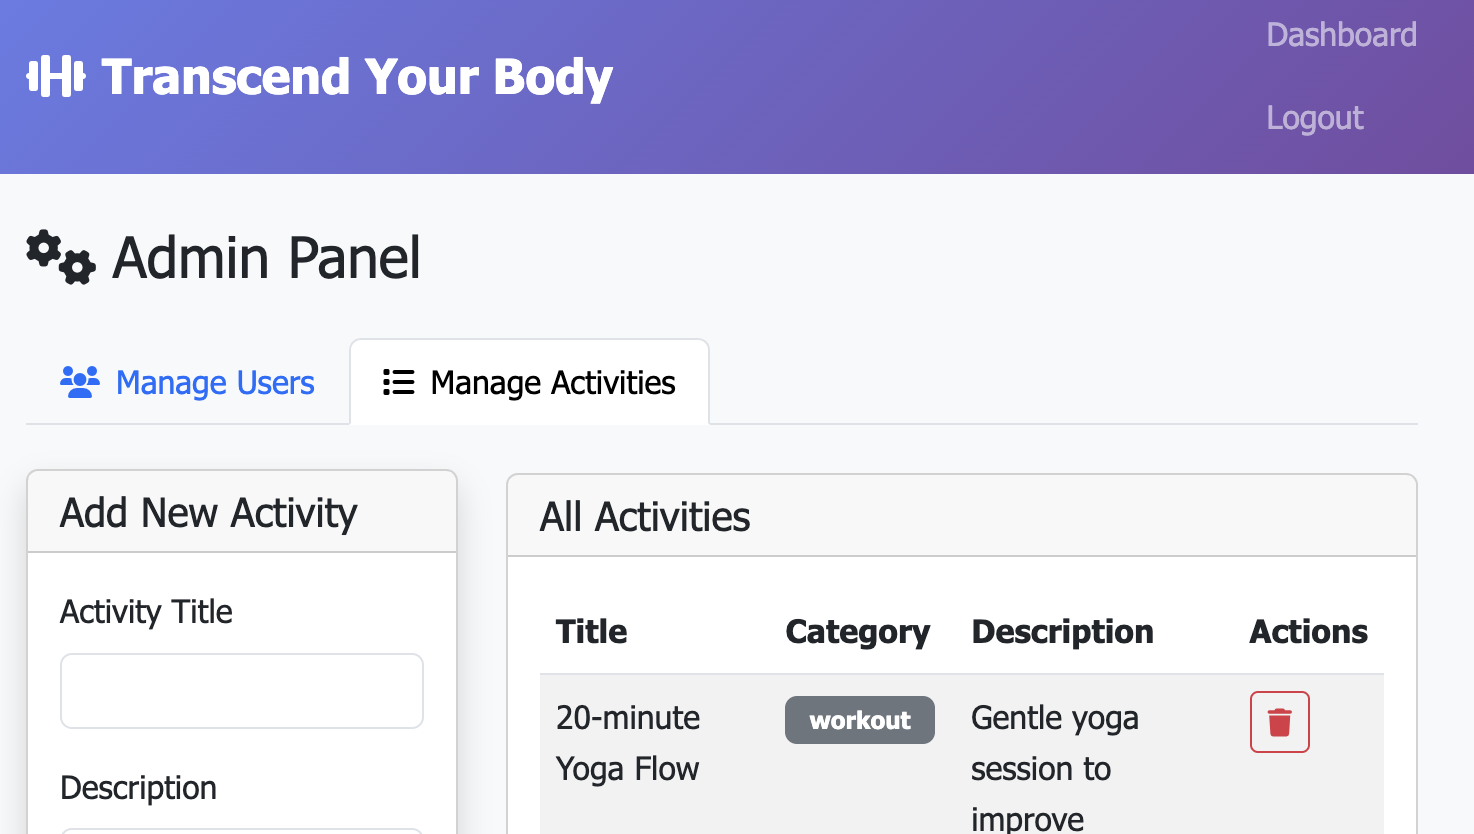 Transcend Your Body
Dashboard
Logout
Admin Panel
Manage Users
Manage Activities
Add New Activity
Activity Title
Description
All Activities
Title Category Description Actions
20-minute workout Gentle yoga
Yoga Flow session to
improve